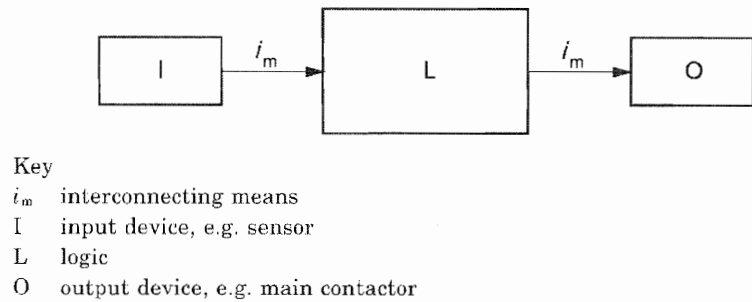 I i_m L i_m O
Key
i_m interconnecting means
I input device, e.g. sensor
L logic
O output device, e.g. main contactor